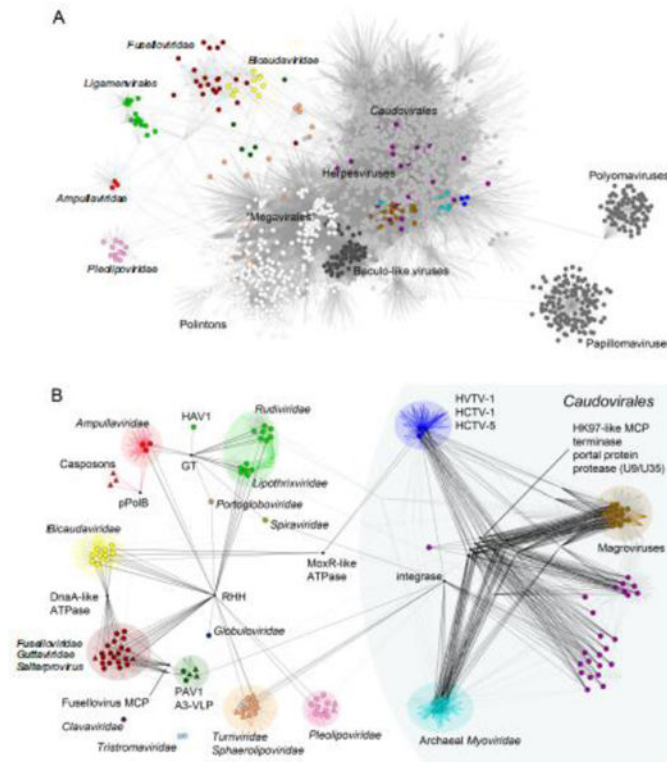 A
Fuselloviridae
Bicaudaviridae
Ligamenvirales
Caudovirales
Herpesviruses
Polyomaviruses
Ampullaviridae
"Megavirales"
Pleolipoviridae
Baculo-like viruses
Polintons
Papillomaviruses
B
HVTV-1
HCTV-1
HCTV-5
Caudovirales
Ampullaviridae
HAV1
Rudiviridae
HK97-like MCP
terminase
portal protein
protease (U9/U35)
GT
Casposons
Lipothrixviridae
pPolB
Portogloboviridae
Bicaudaviridae
Spiraviridae
Magroviruses
MoxR-like
ATPase
integrase
DnaA-like
ATPase
RHH
Fuselloviridae
Guttaviridae
Salterprovirus
Globuloviridae
Fusellovirus MCP
PAV1
A3-VLP
Clavaviridae
Tristromaviridae
Turriviridae
Sphaerolipoviridae
Pleolipoviridae
Archaeal Myoviridae